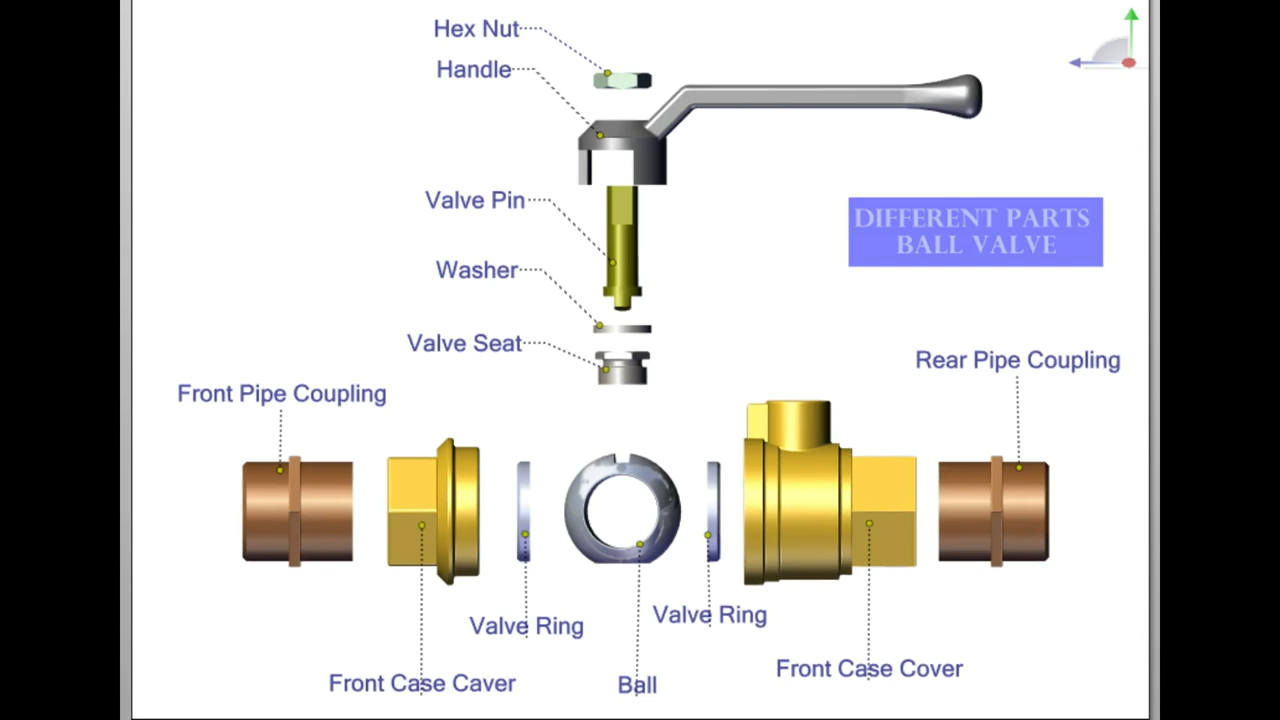 Hex Nut
Handle
Valve Pin
DIFFERENT PARTS
BALL VALVE
Washer
Valve Seat
Rear Pipe Coupling
Front Pipe Coupling
Valve Ring
Valve Ring
Front Case Cover
Front Case Caver
Ball